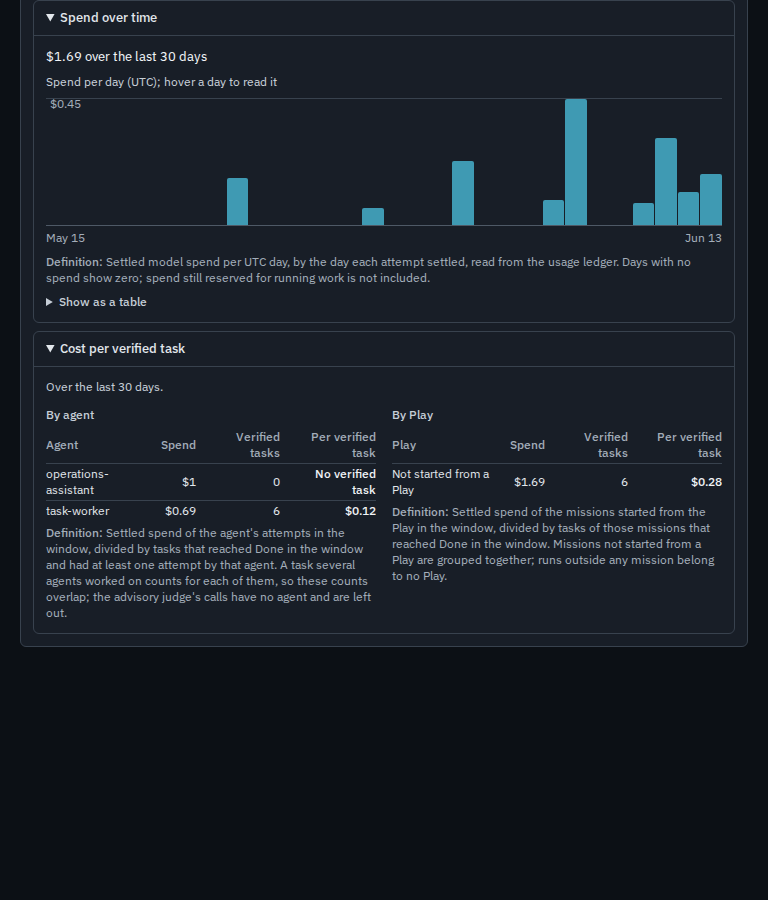 Spend over time
$1.69 over the last 30 days
Spend per day (UTC); hover a day to read it
$0.45
May 15
Jun 13
Definition: Settled model spend per UTC day, by the day each attempt settled, read from the usage ledger. Days with no
spend show zero; spend still reserved for running work is not included.
Show as a table
Cost per verified task
Over the last 30 days.
By agent
Agent Spend Verified tasks Per verified task
operations-assistant $1 0 No verified task
task-worker $0.69 6 $0.12
Definition: Settled spend of the agent's attempts in the
window, divided by tasks that reached Done in the window
and had at least one attempt by that agent. A task several
agents worked on counts for each of them, so these counts
overlap; the advisory judge's calls have no agent and are left
out.
By Play
Play Spend Verified tasks Per verified task
Not started from a Play $1.69 6 $0.28
Definition: Settled spend of the missions started from the
Play in the window, divided by tasks of those missions that
reached Done in the window. Missions not started from a
Play are grouped together; runs outside any mission belong
to no Play.